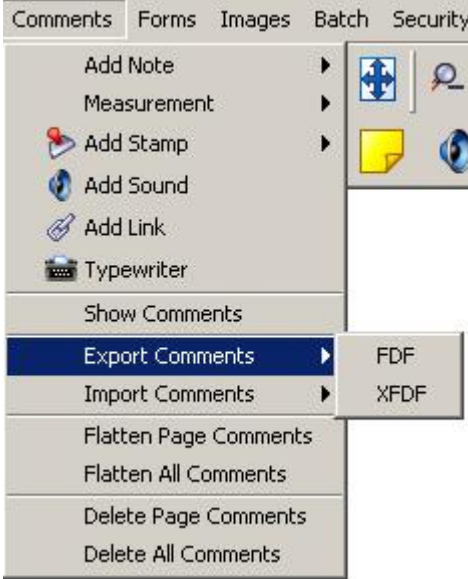 Comments Forms Images Batch Security
Add Note
Measurement
Add Stamp
Add Sound
Add Link
Typewriter
Show Comments
Export Comments
FDF
Import Comments
XFDF
Flatten Page Comments
Flatten All Comments
Delete Page Comments
Delete All Comments